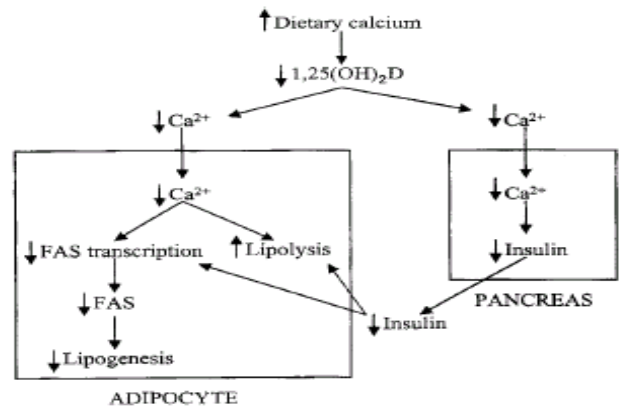 ↑ Dietary calcium
↓ 1,25(OH)₂D
↓ Ca²⁺ ↓ Ca²⁺
↓ Ca²⁺ ↓ Ca²⁺
↓ FAS transcription ↑ Lipolysis ↓ Insulin
↓ FAS PANCREAS
↓ Insulin
↓ Lipogenesis
ADIPOCYTE